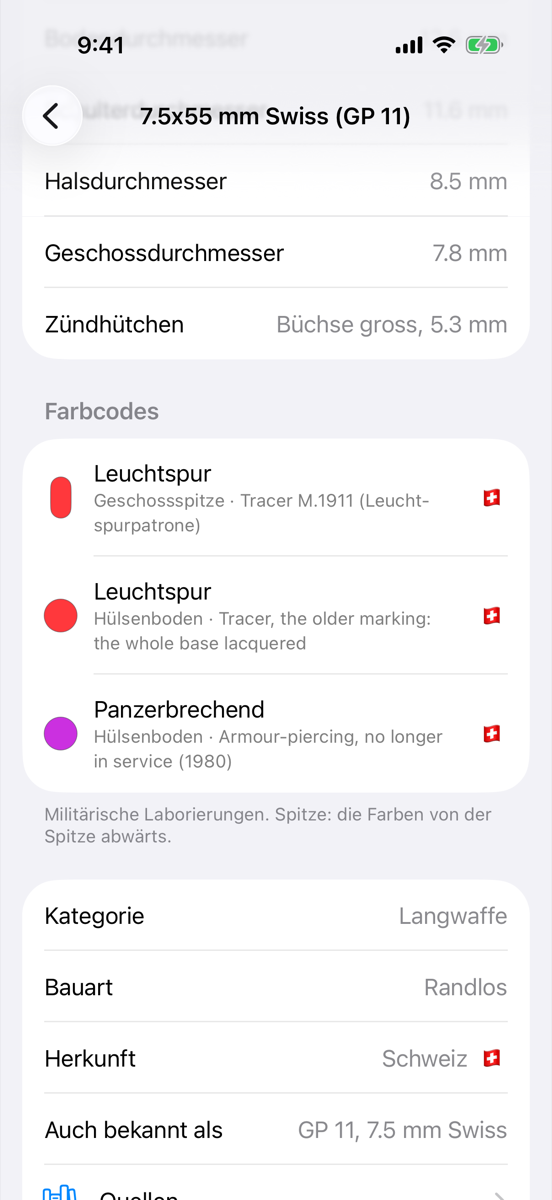 9:41
7.5x55 mm Swiss (GP 11)
Halsdurchmesser 8.5 mm
Geschossdurchmesser 7.8 mm
Zündhütchen Büchse gross, 5.3 mm
Farbcodes
Leuchtspur
Geschossspitze · Tracer M.1911 (Leucht-
spurpatrone)
Leuchtspur
Hülsenboden · Tracer, the older marking:
the whole base lacquered
Panzerbrechend
Hülsenboden · Armour-piercing, no longer
in service (1980)
Militärische Laborierungen. Spitze: die Farben von der
Spitze abwärts.
Kategorie Langwaffe
Bauart Randlos
Herkunft Schweiz
Auch bekannt als GP 11, 7.5 mm Swiss
Quellen